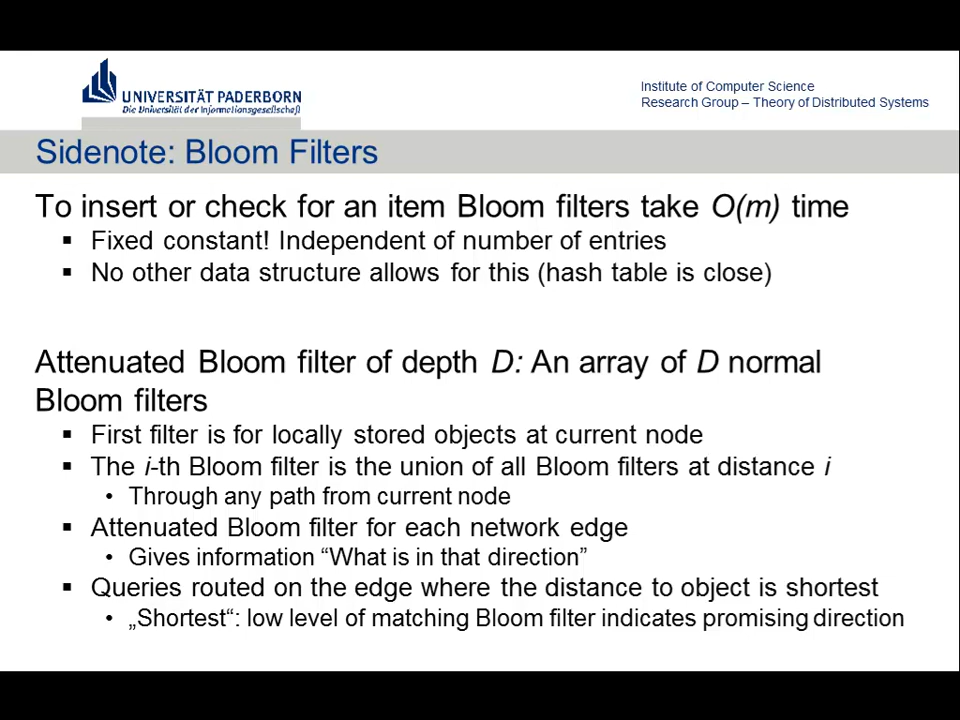 UNIVERSITÄT PADERBORN
Die Universität der Informationsgesellschaft
Institute of Computer Science
Research Group – Theory of Distributed Systems
Sidenote: Bloom Filters
To insert or check for an item Bloom filters take O(m) time
▪ Fixed constant! Independent of number of entries
▪ No other data structure allows for this (hash table is close)
Attenuated Bloom filter of depth D: An array of D normal
Bloom filters
▪ First filter is for locally stored objects at current node
▪ The i-th Bloom filter is the union of all Bloom filters at distance i
• Through any path from current node
▪ Attenuated Bloom filter for each network edge
• Gives information “What is in that direction”
▪ Queries routed on the edge where the distance to object is shortest
• „Shortest“: low level of matching Bloom filter indicates promising direction